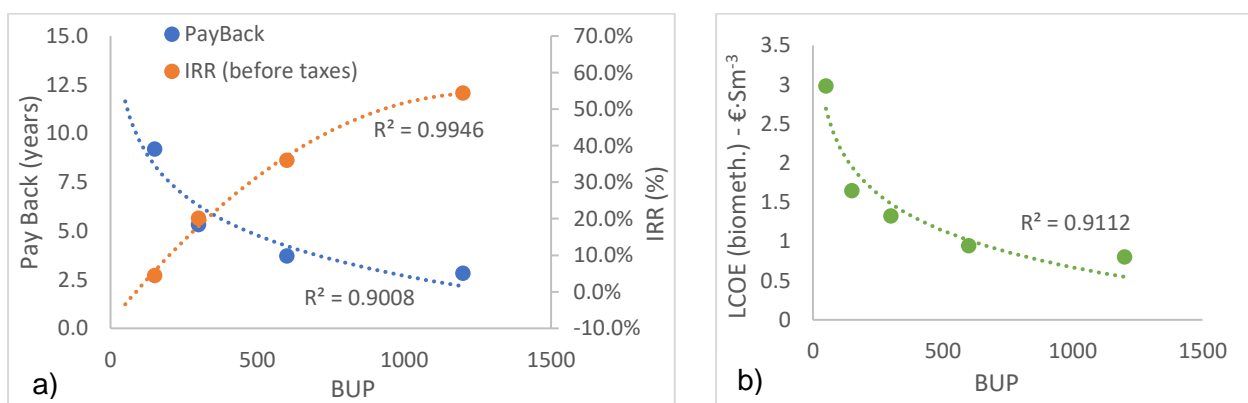 PayBack
IRR (before taxes)
15.0
12.5
10.0
7.5
5.0
2.5
0.0
Pay Back (years)
70.0%
60.0%
50.0%
40.0%
30.0%
20.0%
10.0%
0.0%
-10.0%
IRR (%)
R² = 0.9946
R² = 0.9008
0 500 1000 1500
BUP
a)
3.5
3
2.5
2
1.5
1
0.5
0
LCOE (biometh.) - €·Sm⁻³
R² = 0.9112
0 500 1000 1500
BUP
b)